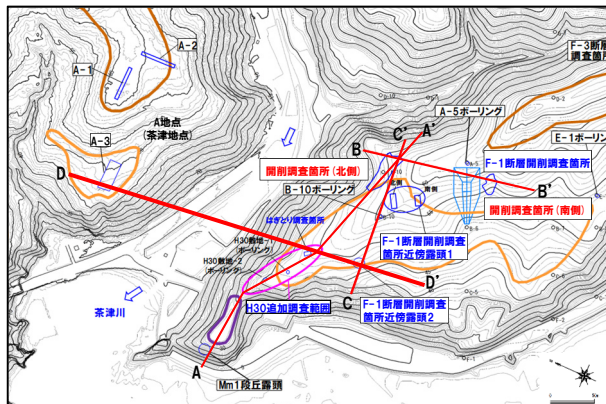 A-2
A-1
A地点
(茶津地点)
A-3
D
F-3断層
調査箇所
A-5ボーリング
E-1ボーリン
C'
A'
B
開削調査箇所(北側)
F-1断層開削調査箇所
B'
北側
南側
B-10ボーリング
開削調査箇所(南側)
はぎとり調査箇所
H30敷地-1
(ボーリング)
H30敷地-2
(ボーリング)
F-1断層開削調査
箇所近傍露頭1
D'
C
H30追加調査範囲
F-1断層開削調査
箇所近傍露頭2
茶津川
A
Mm1段丘露頭